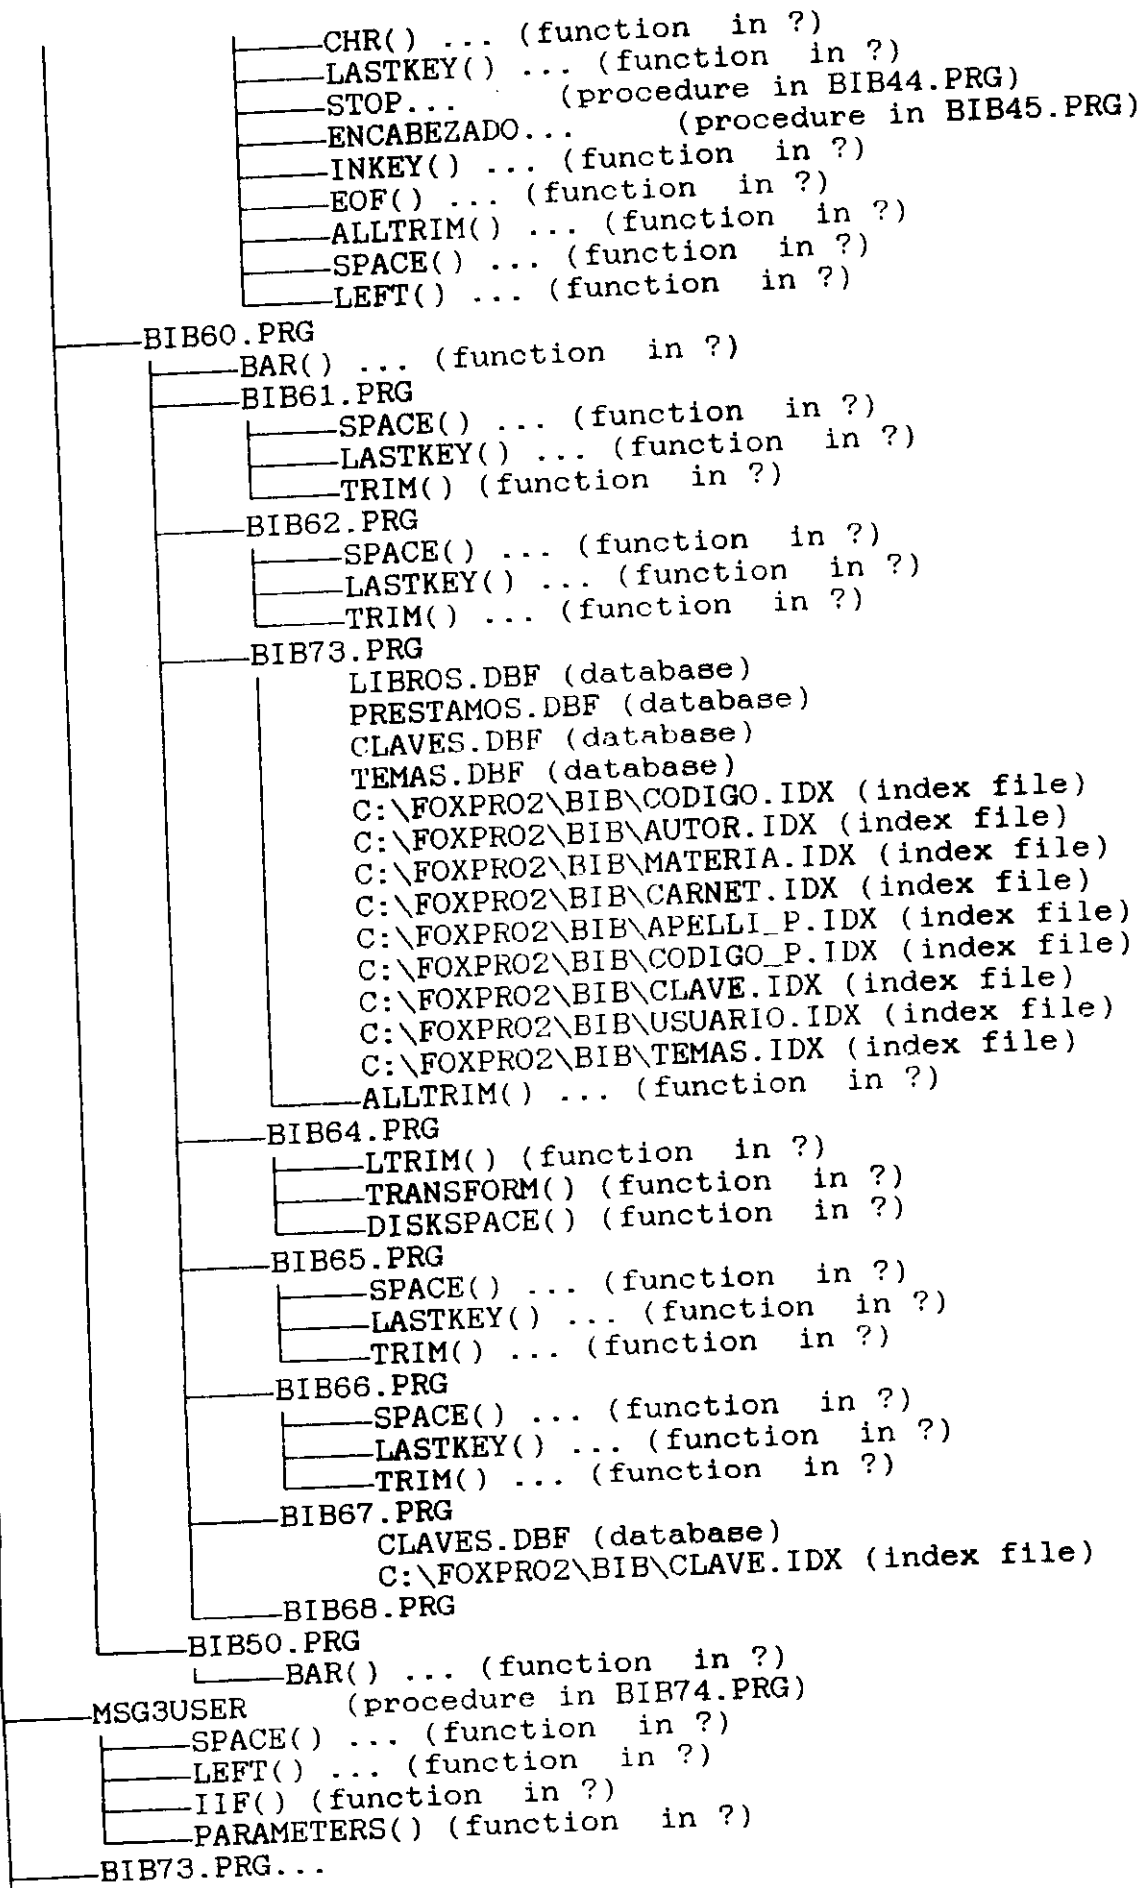 CHR() ... (function in ?)
LASTKEY() ... (function in ?)
STOP... (procedure in BIB44.PRG)
ENCABEZADO... (procedure in BIB45.PRG)
INKEY() ... (function in ?)
EOF() ... (function in ?)
ALLTRIM() ... (function in ?)
SPACE() ... (function in ?)
LEFT() ... (function in ?)
BIB60.PRG
BAR() ... (function in ?)
BIB61.PRG
SPACE() ... (function in ?)
LASTKEY() ... (function in ?)
TRIM() (function in ?)
BIB62.PRG
SPACE() ... (function in ?)
LASTKEY() ... (function in ?)
TRIM() ... (function in ?)
BIB73.PRG
LIBROS.DBF (database)
PRESTAMOS.DBF (database)
CLAVES.DBF (database)
TEMAS.DBF (database)
C:\FOXPRO2\BIB\CODIGO.IDX (index file)
C:\FOXPRO2\BIB\AUTOR.IDX (index file)
C:\FOXPRO2\BIB\MATERIA.IDX (index file)
C:\FOXPRO2\BIB\CARNET.IDX (index file)
C:\FOXPRO2\BIB\APELLI_P.IDX (index file)
C:\FOXPRO2\BIB\CODIGO_P.IDX (index file)
C:\FOXPRO2\BIB\CLAVE.IDX (index file)
C:\FOXPRO2\BIB\USUARIO.IDX (index file)
C:\FOXPRO2\BIB\TEMAS.IDX (index file)
ALLTRIM() ... (function in ?)
BIB64.PRG
LTRIM() (function in ?)
TRANSFORM() (function in ?)
DISKSPACE() (function in ?)
BIB65.PRG
SPACE() ... (function in ?)
LASTKEY() ... (function in ?)
TRIM() ... (function in ?)
BIB66.PRG
SPACE() ... (function in ?)
LASTKEY() ... (function in ?)
TRIM() ... (function in ?)
BIB67.PRG
CLAVES.DBF (database)
C:\FOXPRO2\BIB\CLAVE.IDX (index file)
BIB68.PRG
BIB50.PRG
BAR() ... (function in ?)
MSG3USER (procedure in BIB74.PRG)
SPACE() ... (function in ?)
LEFT() ... (function in ?)
IIF() (function in ?)
PARAMETERS() (function in ?)
BIB73.PRG...